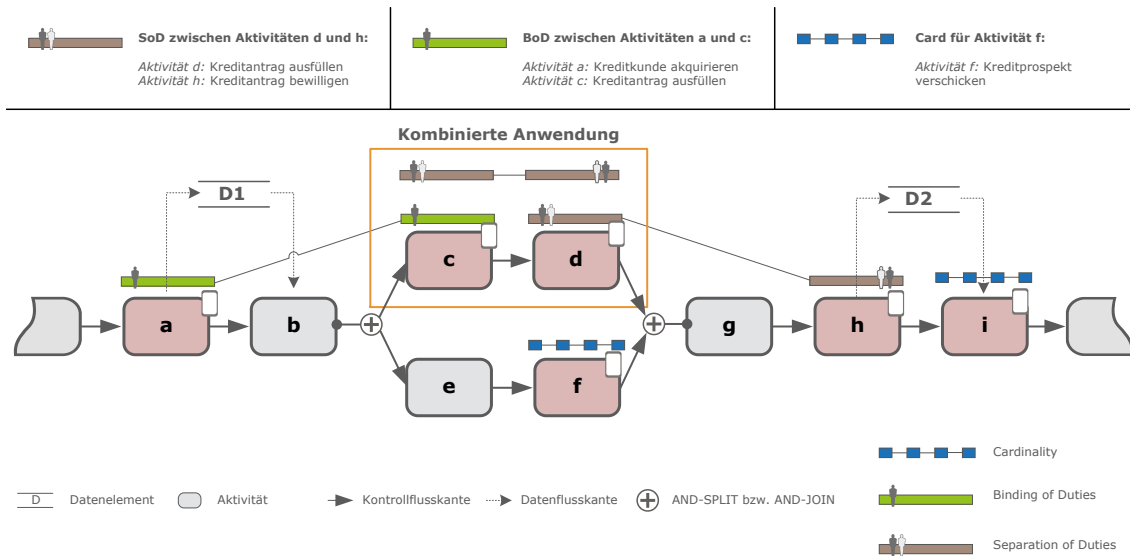 SoD zwischen Aktivitäten d und h:
Aktivität d: Kreditantrag ausfüllen
Aktivität h: Kreditantrag bewilligen
BoD zwischen Aktivitäten a und c:
Aktivität a: Kreditkunde akquirieren
Aktivität c: Kreditantrag ausfüllen
Card für Aktivität f:
Aktivität f: Kreditprospekt
verschicken
Kombinierte Anwendung
D1
D2
c
d
a
b
g
h
i
e
f
Cardinality
D
Datenelement
Aktivität
Kontrollflusskante
Datenflusskante
AND-SPLIT bzw. AND-JOIN
Binding of Duties
Separation of Duties